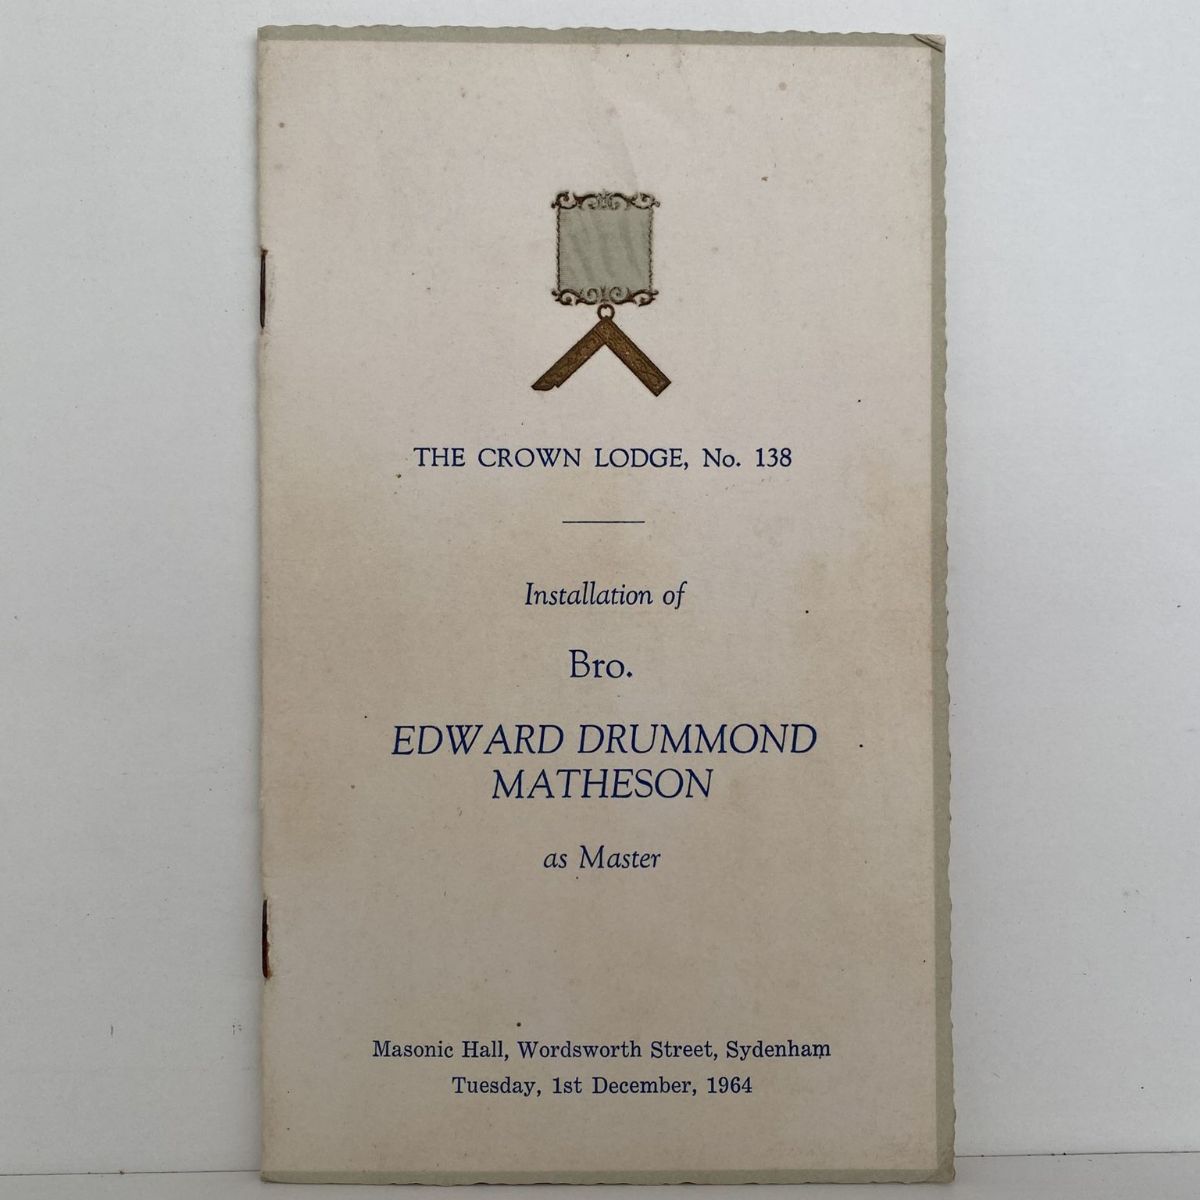 THE CROWN LODGE, No. 138
Installation of
Bro.
EDWARD DRUMMOND
MATHESON
as Master
Masonic Hall, Wordsworth Street, Sydenham
Tuesday, 1st December, 1964